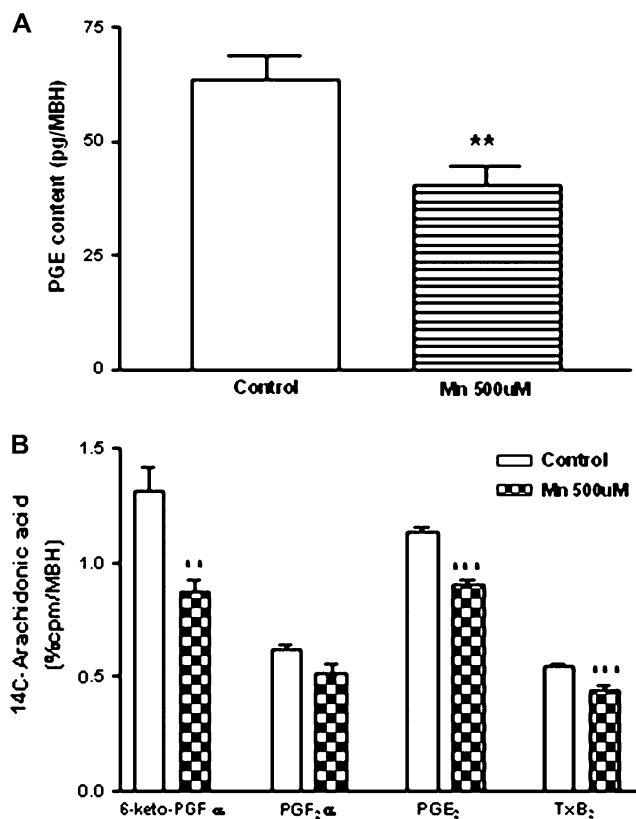 A
PGE content (pg/MBH)
75
50
25
0
**
Control
Mn 500uM
B
14C-Arachidonic acid
(%cpm/MBH)
1.5
1.0
0.5
0.0
Control
Mn 500uM
6-keto-PGF α
PGF₂α
PGE₂
T×B₂